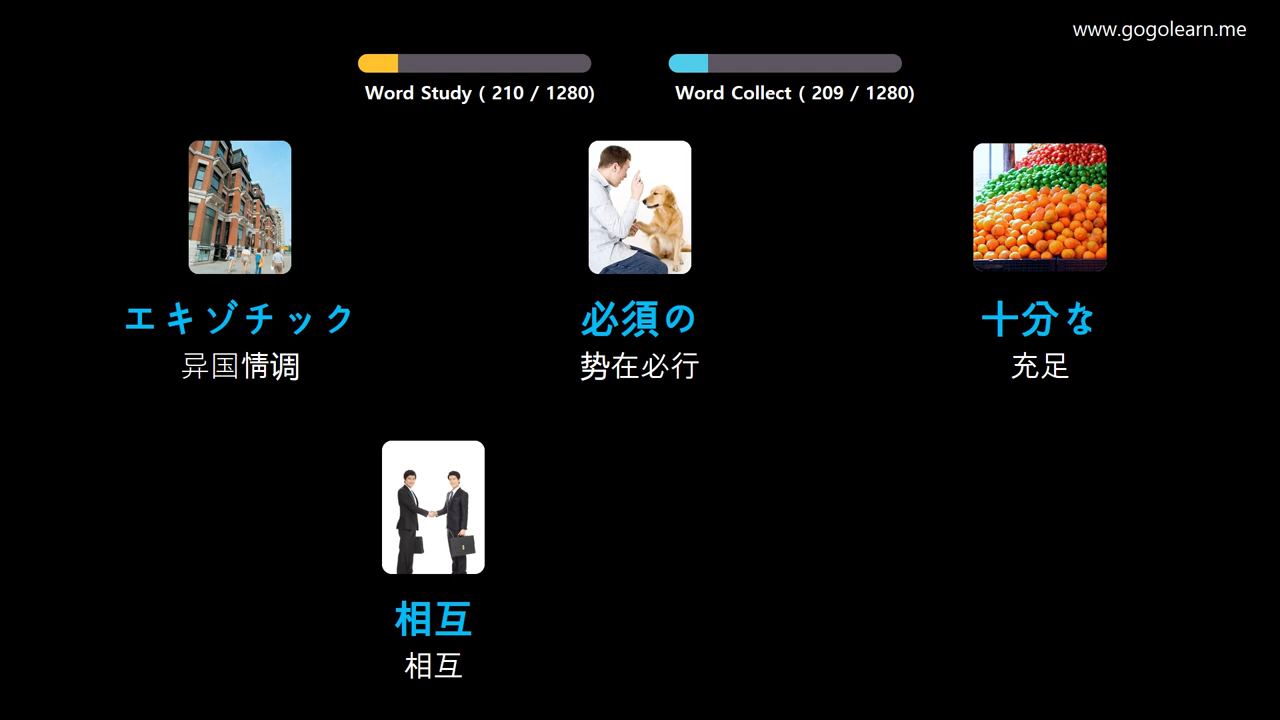 www.gogolearn.me
Word Study ( 210 / 1280)
Word Collect ( 209 / 1280)
エキゾチック
异国情调
必須の
势在必行
十分な
充足
相互
相互